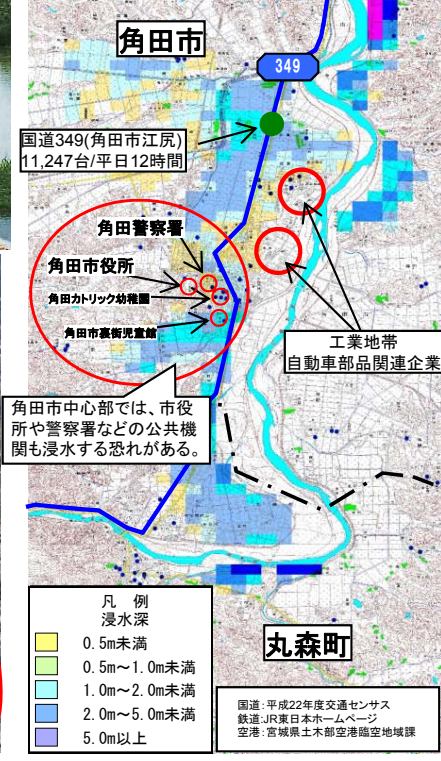 角田市
349
国道349(角田市江尻)
11,247台/平日12時間
角田警察署
角田市役所
角田カトリック幼稚園
角田市裏街児童館
工業地帯
自動車部品関連企業
角田市中心部では、市役
所や警察署などの公共機
関も浸水する恐れがある。
凡　例
浸水深
0.5m未満
0.5m～1.0m未満
1.0m～2.0m未満
2.0m～5.0m未満
5.0m以上
丸森町
国道:平成22年度交通センサス
鉄道:JR東日本ホームページ
空港:宮城県土木部空港臨空地域課